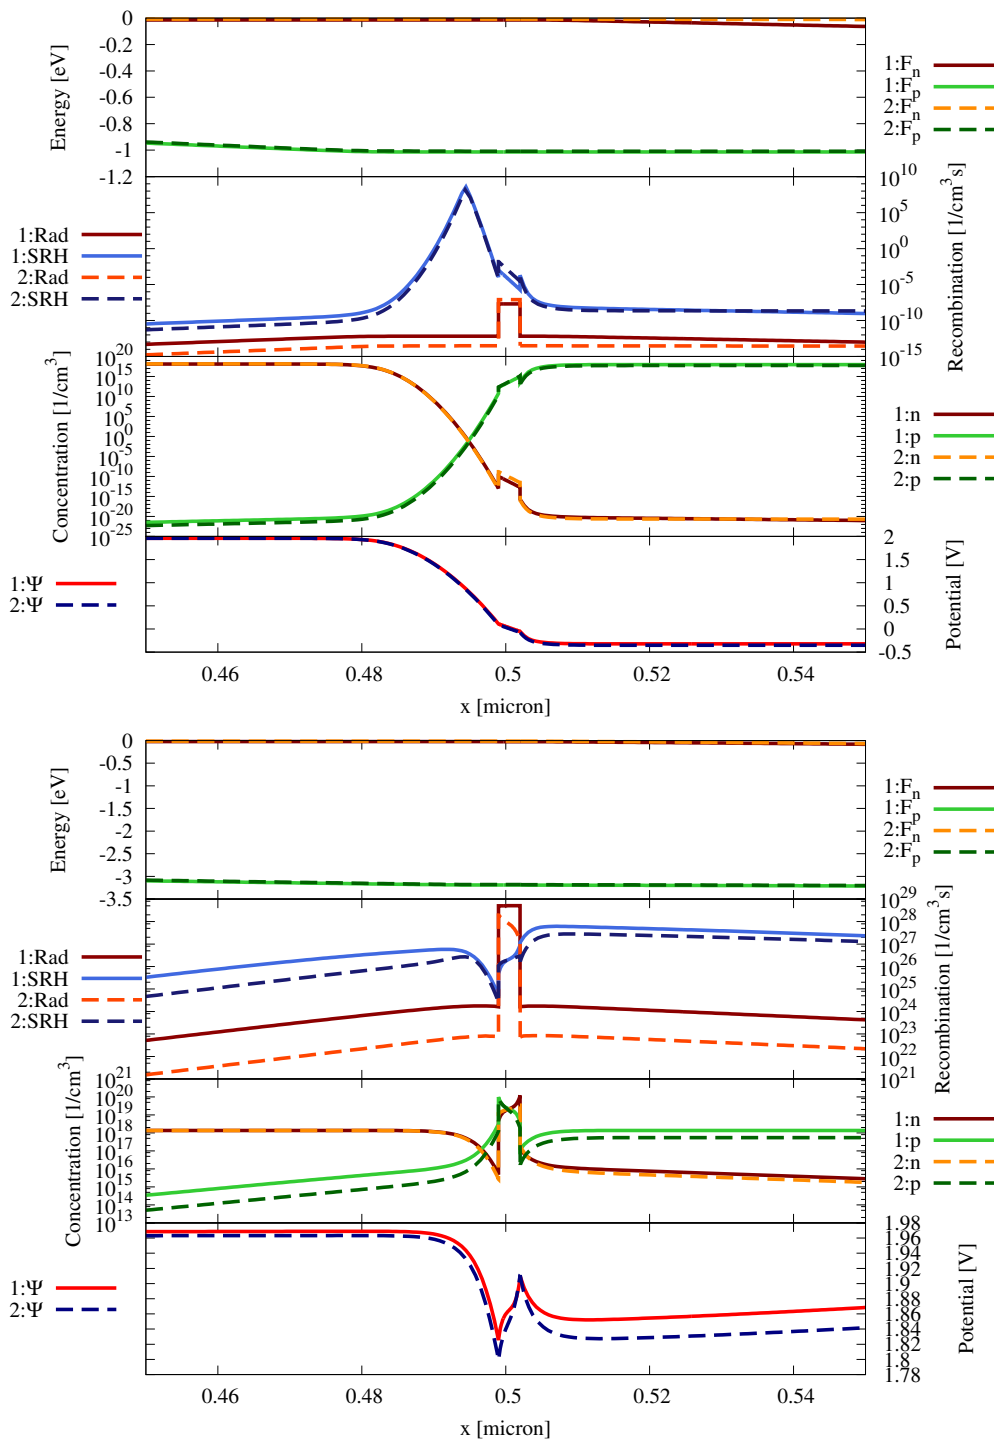 0
-0.2
-0.4
-0.6
-0.8
-1
-1.2
Energy [eV]
1:Fn
1:Fp
2:Fn
2:Fp
10^10
10^5
10^0
10^-5
10^-10
10^-15
Recombination [1/cm^3 s]
1:Rad
1:SRH
2:Rad
2:SRH
10^20
10^15
10^10
10^5
10^0
10^-5
10^-10
10^-15
10^-20
10^-25
Concentration [1/cm^3]
1:n
1:p
2:n
2:p
2
1.5
1
0.5
0
-0.5
Potential [V]
1:Ψ
2:Ψ
0.46 0.48 0.5 0.52 0.54
x [micron]
0
-0.5
-1
-1.5
-2
-2.5
-3
-3.5
Energy [eV]
1:Fn
1:Fp
2:Fn
2:Fp
10^29
10^28
10^27
10^26
10^25
10^24
10^23
10^22
10^21
Recombination [1/cm^3 s]
1:Rad
1:SRH
2:Rad
2:SRH
10^21
10^20
10^19
10^18
10^17
10^16
10^15
10^14
10^13
Concentration [1/cm^3]
1:n
1:p
2:n
2:p
1.98
1.96
1.94
1.92
1.9
1.88
1.86
1.84
1.82
1.8
1.78
Potential [V]
1:Ψ
2:Ψ
0.46 0.48 0.5 0.52 0.54
x [micron]